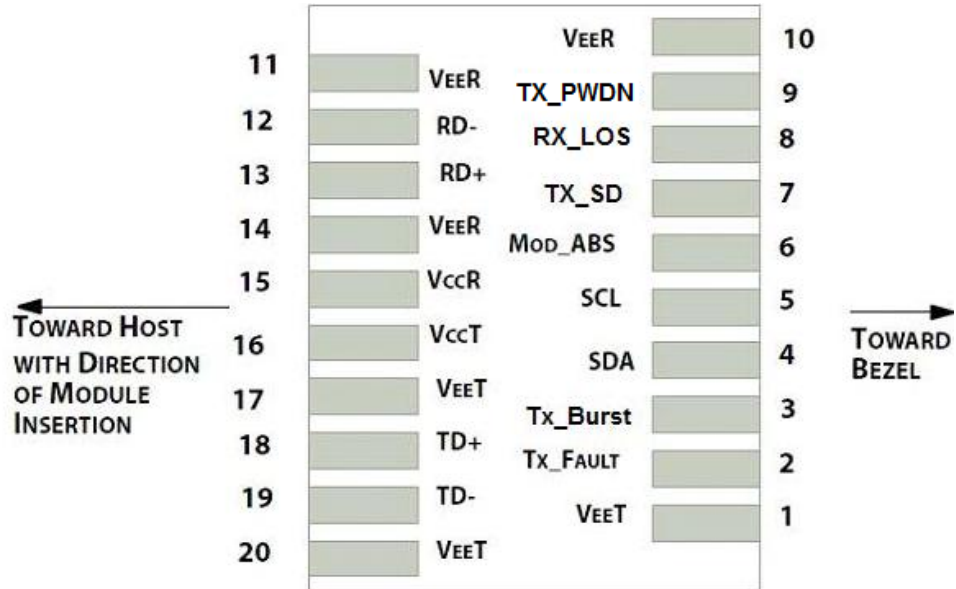 11
VEER
12
RD-
13
RD+
14
VEER
15
VCCR
16
VCCT
17
VEET
18
TD+
19
TD-
20
VEET
TOWARD HOST
WITH DIRECTION
OF MODULE
INSERTION
VEER
10
TX_PWDN
9
RX_LOS
8
TX_SD
7
MOD_ABS
6
SCL
5
SDA
4
Tx_Burst
3
TX_FAULT
2
VEET
1
TOWARD
BEZEL